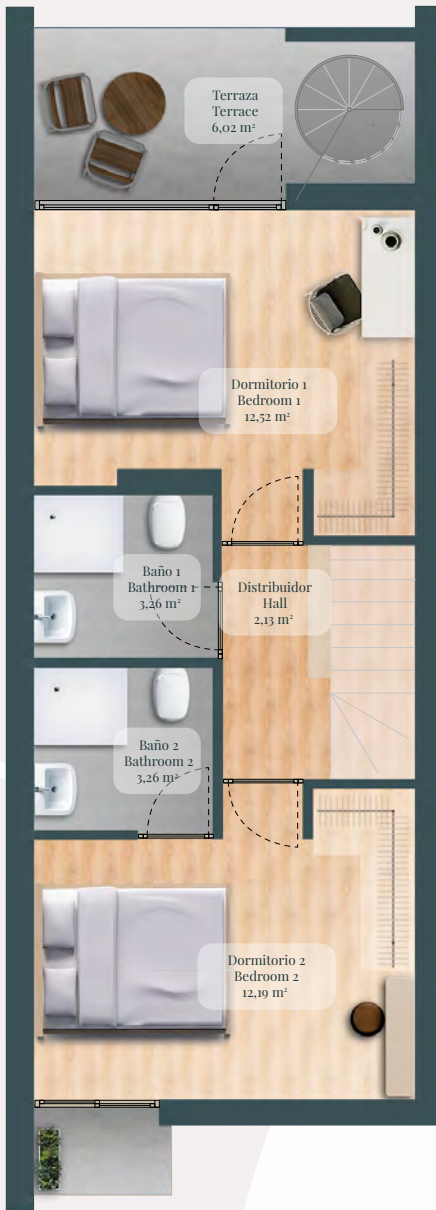 Terraza
Terrace
6,02 m²
Dormitorio 1
Bedroom 1
12,52 m²
Baño 1
Bathroom 1
3,26 m²
Distribuidor
Hall
2,13 m²
Baño 2
Bathroom 2
3,26 m²
Dormitorio 2
Bedroom 2
12,19 m²